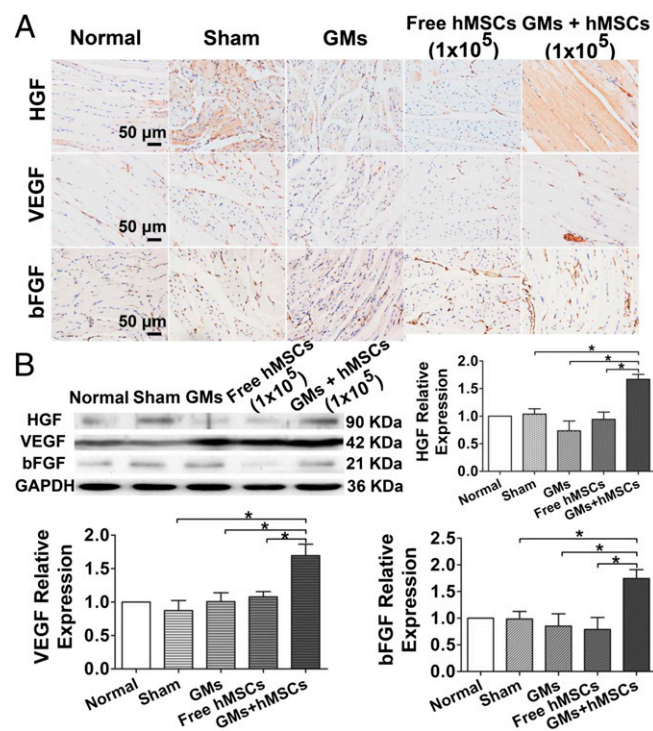 A
Normal Sham GMs Free hMSCs (1x10⁵) GMs + hMSCs (1x10⁵)
HGF
50 µm
VEGF
50 µm
bFGF
50 µm
B
Normal Sham GMs Free hMSCs (1x10⁵) GMs + hMSCs (1x10⁵)
HGF 90 KDa
VEGF 42 KDa
bFGF 21 KDa
GAPDH 36 KDa
HGF Relative
Expression
2.0
1.5
1.0
0.5
0.0
* 
*
*
Normal
Sham
GMs
Free hMSCs
GMs+hMSCs
VEGF Relative
Expression
2.0
1.5
1.0
0.5
0.0
*
*
*
Normal
Sham
GMs
Free hMSCs
GMs+hMSCs
bFGF Relative
Expression
2.5
2.0
1.5
1.0
0.5
0.0
*
*
*
Normal
Sham
GMs
Free hMSCs
GMs+hMSCs